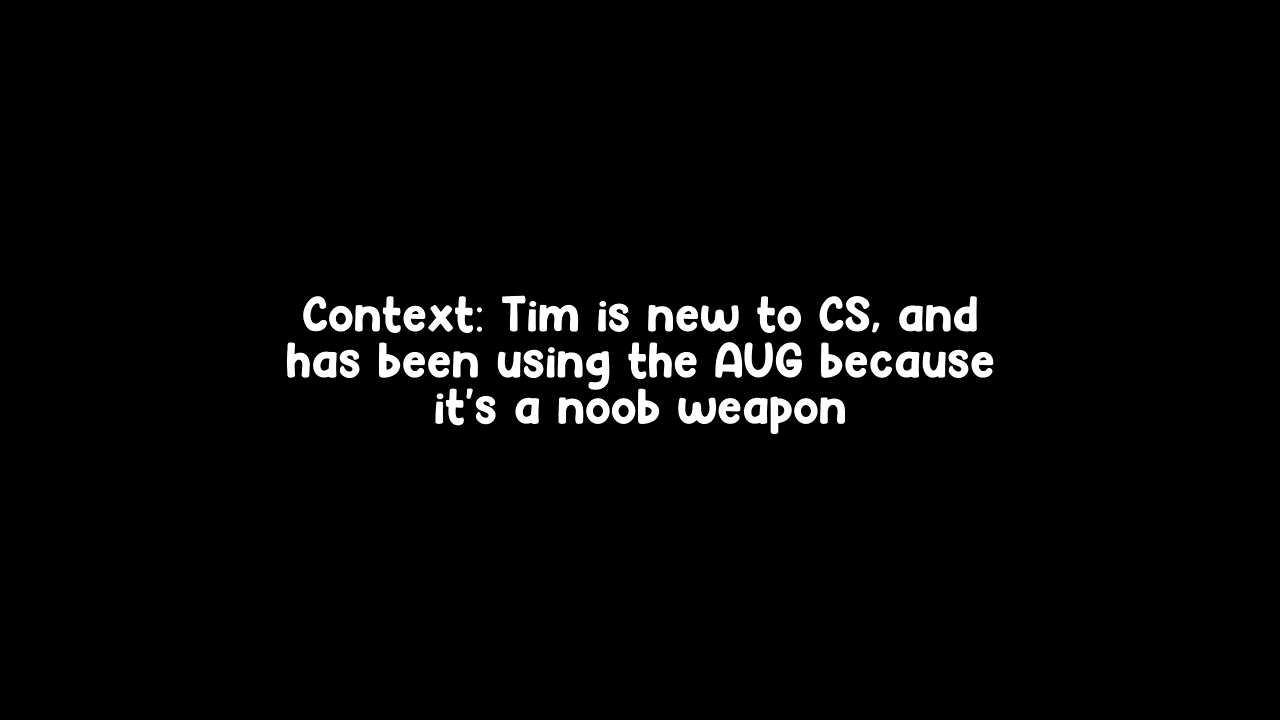 Context: Tim is new to CS, and
has been using the AUG because
it's a noob weapon